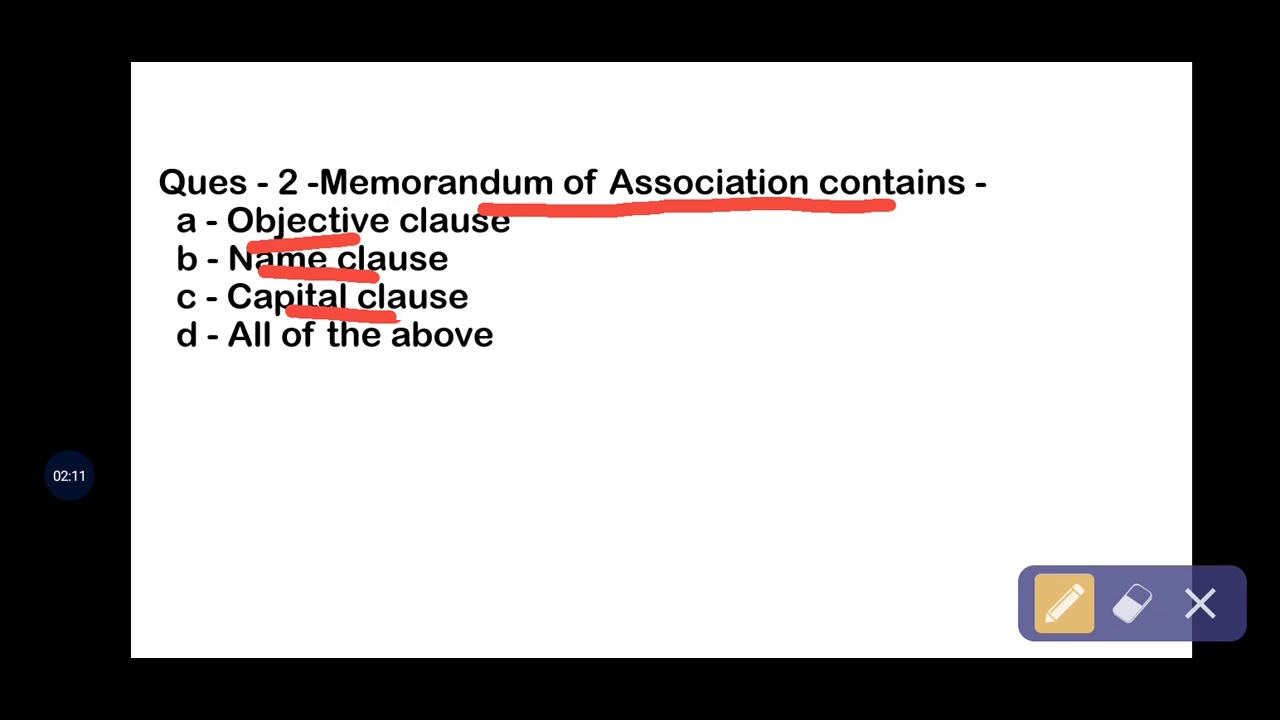 Ques - 2 -Memorandum of Association contains -
a - Objective clause
b - Name clause
c - Capital clause
d - All of the above
02:11